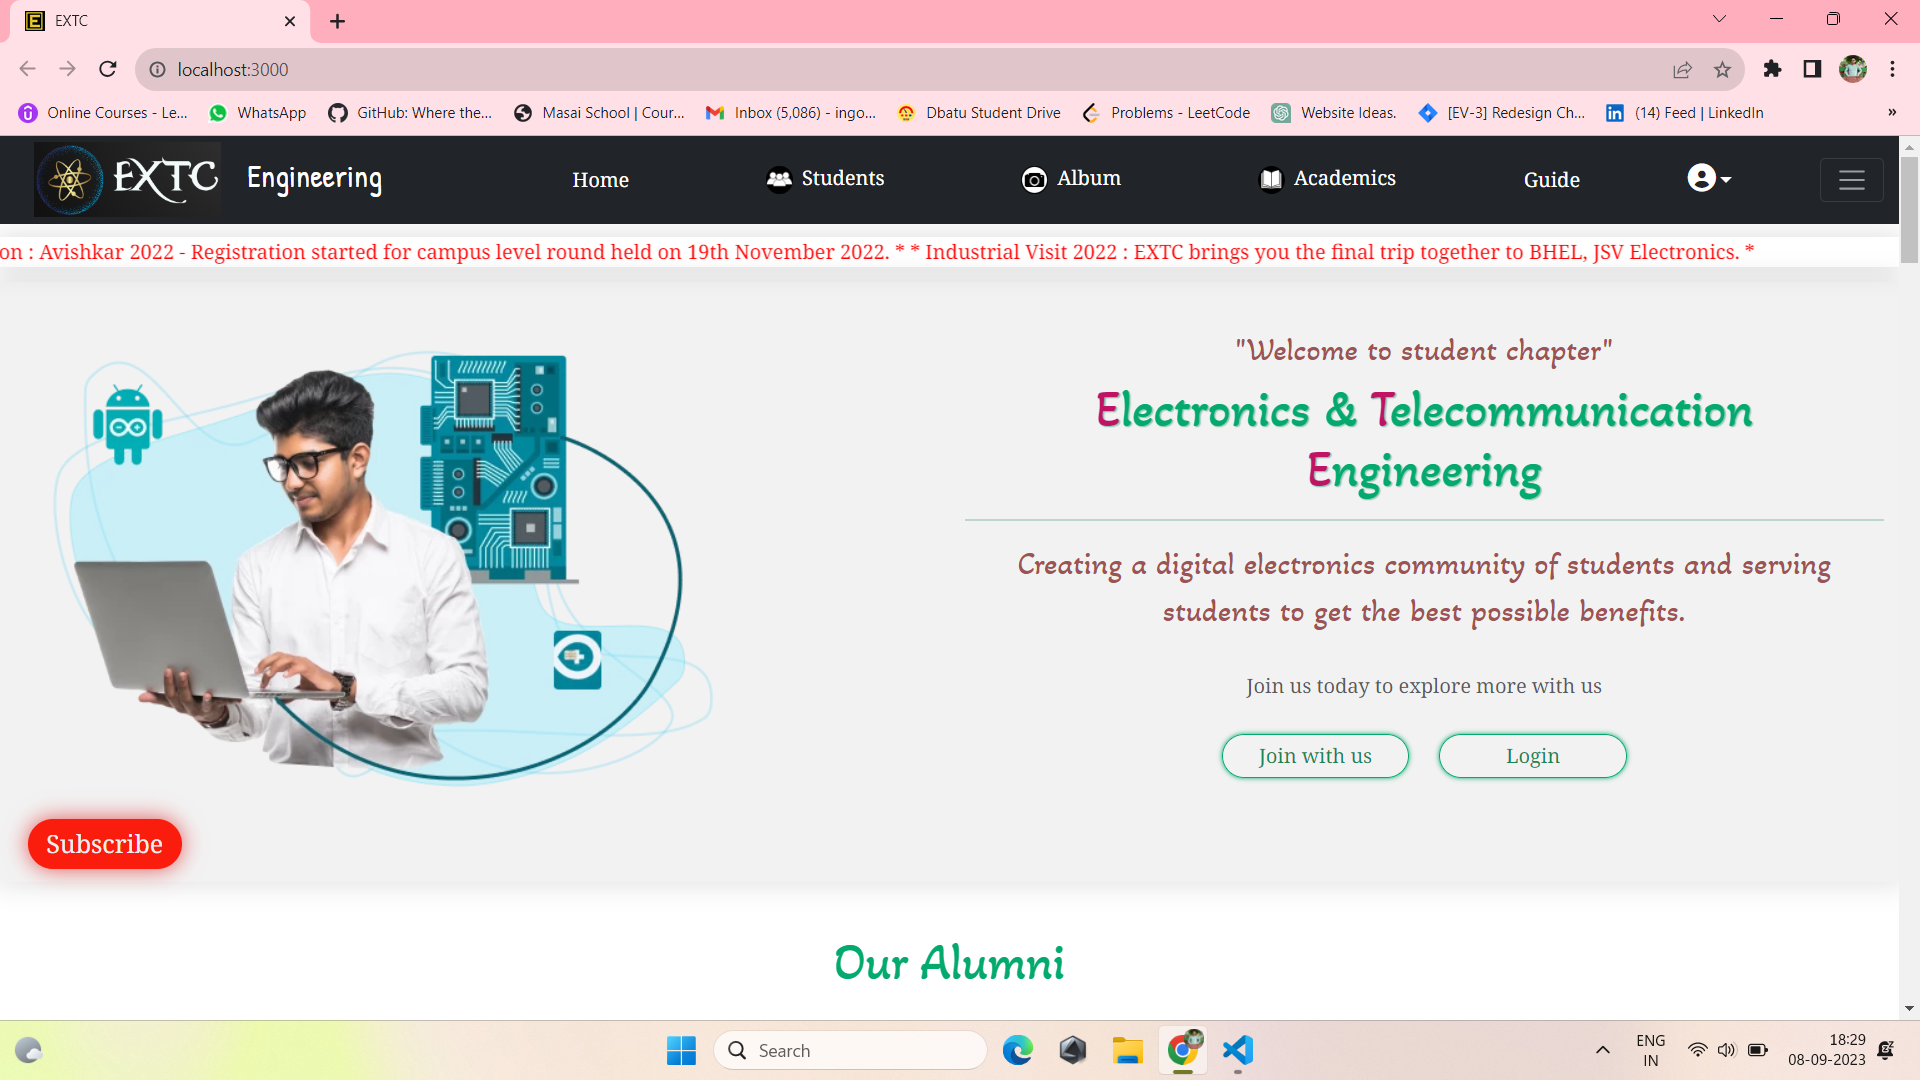 EXTC
localhost:3000
Online Courses - Le...
WhatsApp
GitHub: Where the...
Masai School | Cour...
Inbox (5,086) - ingo...
Dbatu Student Drive
Problems - LeetCode
Website Ideas.
[EV-3] Redesign Ch...
(14) Feed | LinkedIn
»
EXTC
Engineering
Home
Students
Album
Academics
Guide
on : Avishkar 2022 - Registration started for campus level round held on 19th November 2022. * * Industrial Visit 2022 : EXTC brings you the final trip together to BHEL, JSV Electronics. *
"Welcome to student chapter"
Electronics & Telecommunication
Engineering
Creating a digital electronics community of students and serving
students to get the best possible benefits.
Join us today to explore more with us
Join with us
Login
Subscribe
Our Alumni
Search
ENG
IN
18:29
08-09-2023